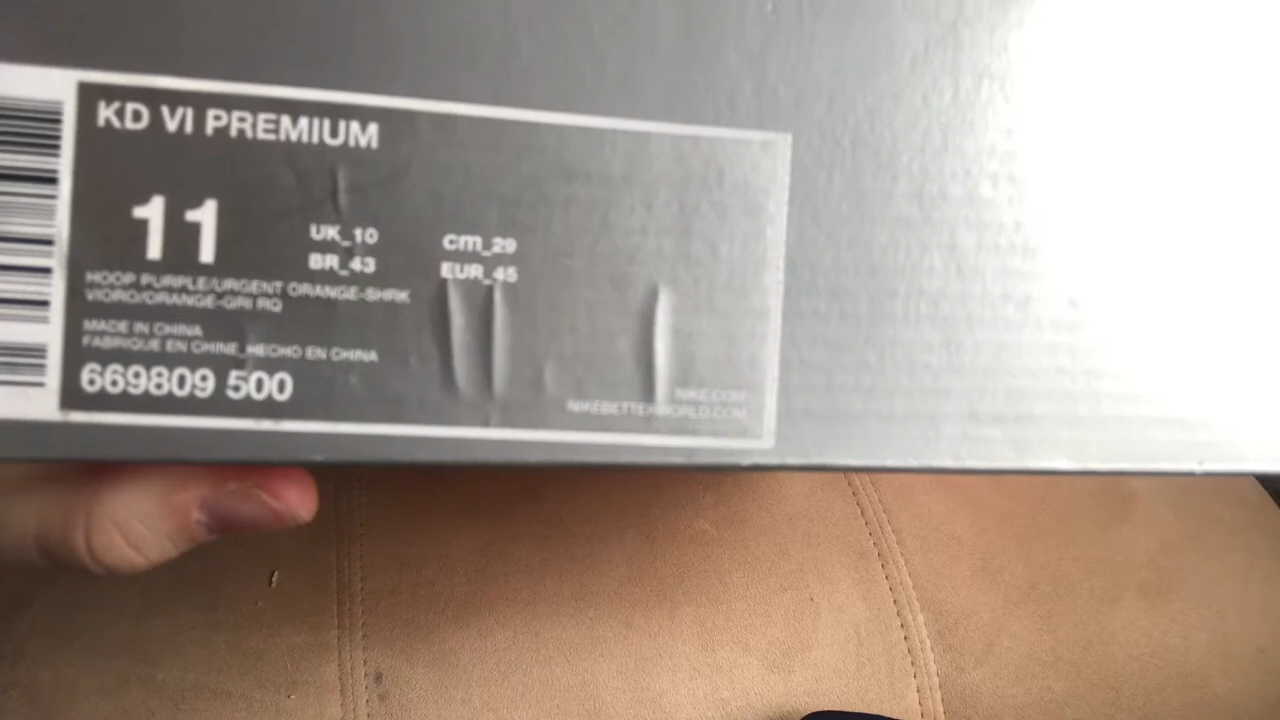 KD VI PREMIUM
11
UK_10
cm_29
BR_43
EUR_45
HOOP PURPLE/URGENT ORANGE-SHRK
VIORO/ORANGE-GRI RQ
MADE IN CHINA
FABRIQUE EN CHINE_HECHO EN CHINA
669809 500
NIKE.COM
NIKEBETTERWORLD.COM